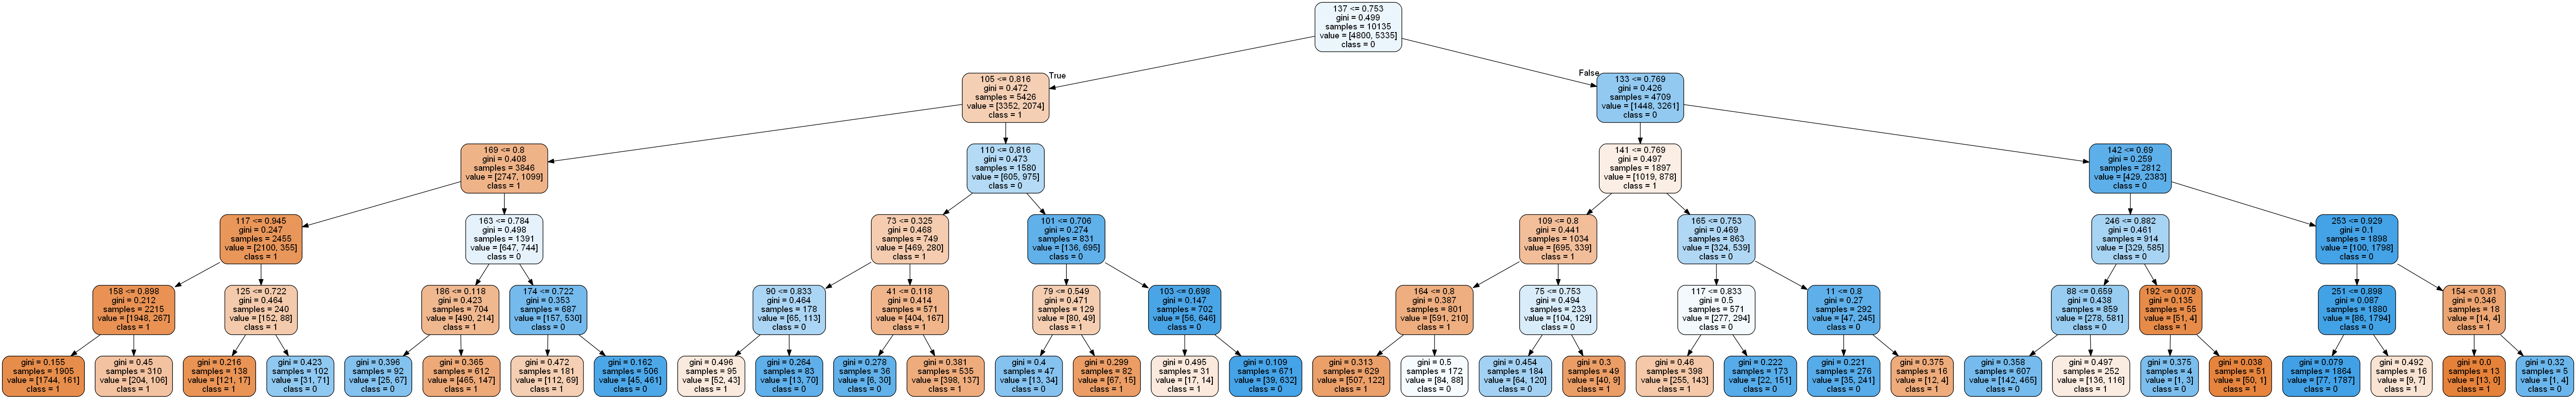 137 <= 0.753
gini = 0.499
samples = 10135
value = [4800, 5335]
class = 0
True
False
105 <= 0.816
gini = 0.472
samples = 5426
value = [3352, 2074]
class = 1
133 <= 0.769
gini = 0.426
samples = 4709
value = [1448, 3261]
class = 0
169 <= 0.8
gini = 0.408
samples = 3846
value = [2747, 1099]
class = 1
110 <= 0.816
gini = 0.473
samples = 1580
value = [605, 975]
class = 0
141 <= 0.769
gini = 0.497
samples = 1897
value = [1019, 878]
class = 1
142 <= 0.69
gini = 0.259
samples = 2812
value = [429, 2383]
class = 0
117 <= 0.945
gini = 0.247
samples = 2455
value = [2100, 355]
class = 1
163 <= 0.784
gini = 0.498
samples = 1391
value = [647, 744]
class = 0
73 <= 0.325
gini = 0.468
samples = 749
value = [469, 280]
class = 1
101 <= 0.706
gini = 0.274
samples = 831
value = [136, 695]
class = 0
109 <= 0.8
gini = 0.441
samples = 1034
value = [695, 339]
class = 1
165 <= 0.753
gini = 0.469
samples = 863
value = [324, 539]
class = 0
246 <= 0.882
gini = 0.461
samples = 914
value = [329, 585]
class = 0
253 <= 0.929
gini = 0.1
samples = 1898
value = [100, 1798]
class = 0
158 <= 0.898
gini = 0.212
samples = 2215
value = [1948, 267]
class = 1
125 <= 0.722
gini = 0.464
samples = 240
value = [152, 88]
class = 1
186 <= 0.118
gini = 0.423
samples = 704
value = [490, 214]
class = 1
174 <= 0.722
gini = 0.353
samples = 687
value = [157, 530]
class = 0
90 <= 0.833
gini = 0.464
samples = 178
value = [65, 113]
class = 0
41 <= 0.118
gini = 0.414
samples = 571
value = [404, 167]
class = 1
79 <= 0.549
gini = 0.471
samples = 129
value = [80, 49]
class = 1
103 <= 0.698
gini = 0.147
samples = 702
value = [56, 646]
class = 0
164 <= 0.8
gini = 0.387
samples = 801
value = [591, 210]
class = 1
75 <= 0.753
gini = 0.494
samples = 233
value = [104, 129]
class = 0
117 <= 0.833
gini = 0.5
samples = 571
value = [277, 294]
class = 0
11 <= 0.8
gini = 0.27
samples = 292
value = [47, 245]
class = 0
88 <= 0.659
gini = 0.438
samples = 859
value = [278, 581]
class = 0
192 <= 0.078
gini = 0.135
samples = 55
value = [51, 4]
class = 1
251 <= 0.898
gini = 0.087
samples = 1880
value = [86, 1794]
class = 0
154 <= 0.81
gini = 0.346
samples = 18
value = [14, 4]
class = 1
gini = 0.155
samples = 1905
value = [1744, 161]
class = 1
gini = 0.45
samples = 310
value = [204, 106]
class = 1
gini = 0.216
samples = 138
value = [121, 17]
class = 1
gini = 0.423
samples = 102
value = [31, 71]
class = 0
gini = 0.396
samples = 92
value = [25, 67]
class = 0
gini = 0.365
samples = 612
value = [465, 147]
class = 1
gini = 0.472
samples = 181
value = [112, 69]
class = 1
gini = 0.162
samples = 506
value = [45, 461]
class = 0
gini = 0.496
samples = 95
value = [52, 43]
class = 1
gini = 0.264
samples = 83
value = [13, 70]
class = 0
gini = 0.278
samples = 36
value = [6, 30]
class = 0
gini = 0.381
samples = 535
value = [398, 137]
class = 1
gini = 0.4
samples = 47
value = [13, 34]
class = 0
gini = 0.299
samples = 82
value = [67, 15]
class = 1
gini = 0.495
samples = 31
value = [17, 14]
class = 1
gini = 0.109
samples = 671
value = [39, 632]
class = 0
gini = 0.313
samples = 629
value = [507, 122]
class = 1
gini = 0.5
samples = 172
value = [84, 88]
class = 0
gini = 0.454
samples = 184
value = [64, 120]
class = 0
gini = 0.3
samples = 49
value = [40, 9]
class = 1
gini = 0.46
samples = 398
value = [255, 143]
class = 1
gini = 0.222
samples = 173
value = [22, 151]
class = 0
gini = 0.221
samples = 276
value = [35, 241]
class = 0
gini = 0.375
samples = 16
value = [12, 4]
class = 1
gini = 0.358
samples = 607
value = [142, 465]
class = 0
gini = 0.497
samples = 252
value = [136, 116]
class = 1
gini = 0.375
samples = 4
value = [1, 3]
class = 0
gini = 0.038
samples = 51
value = [50, 1]
class = 1
gini = 0.079
samples = 1864
value = [77, 1787]
class = 0
gini = 0.492
samples = 16
value = [9, 7]
class = 1
gini = 0.0
samples = 13
value = [13, 0]
class = 1
gini = 0.32
samples = 5
value = [1, 4]
class = 0